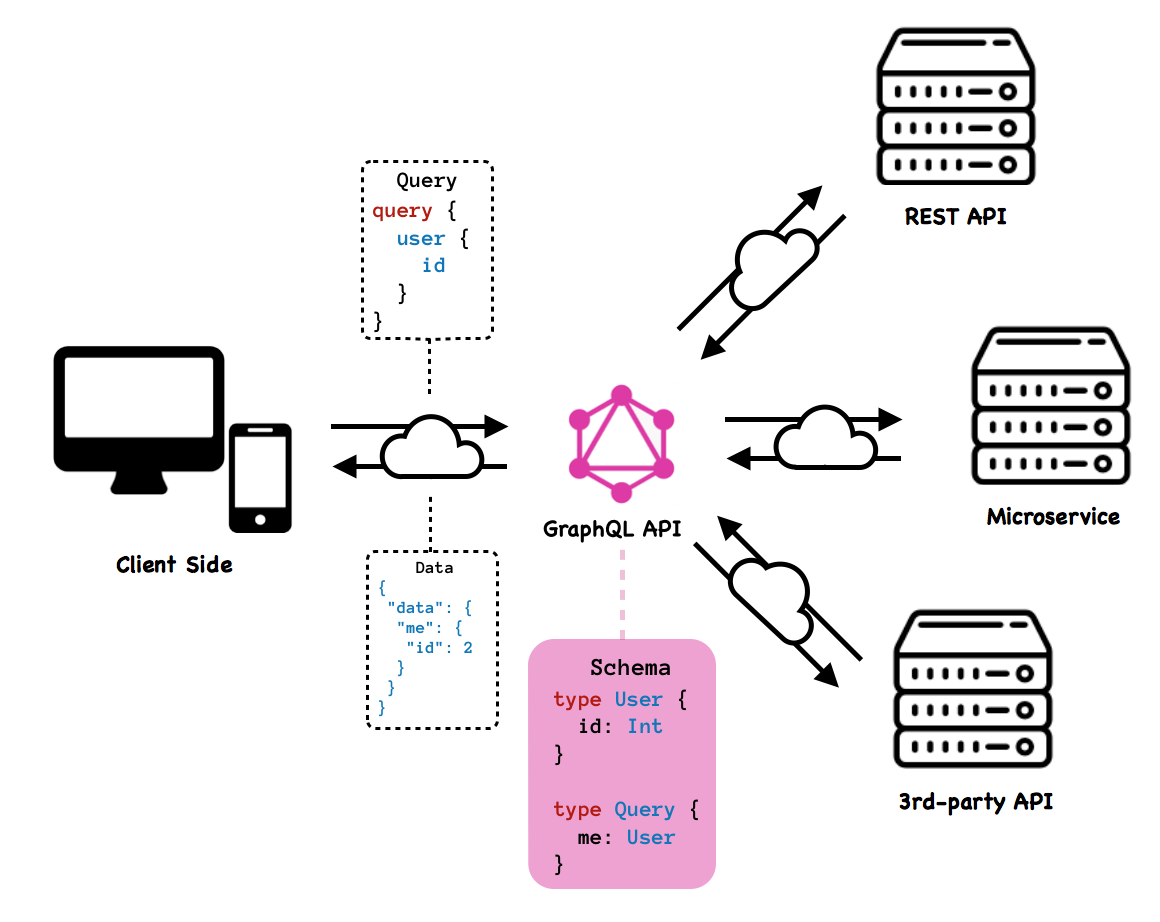 Query
query {
  user {
    id
  }
}
Client Side
Data
{
 "data": {
  "me": {
   "id": 2
  }
 }
}
GraphQL API
Schema
type User {
  id: Int
}

type Query {
  me: User
}
REST API
Microservice
3rd-party API